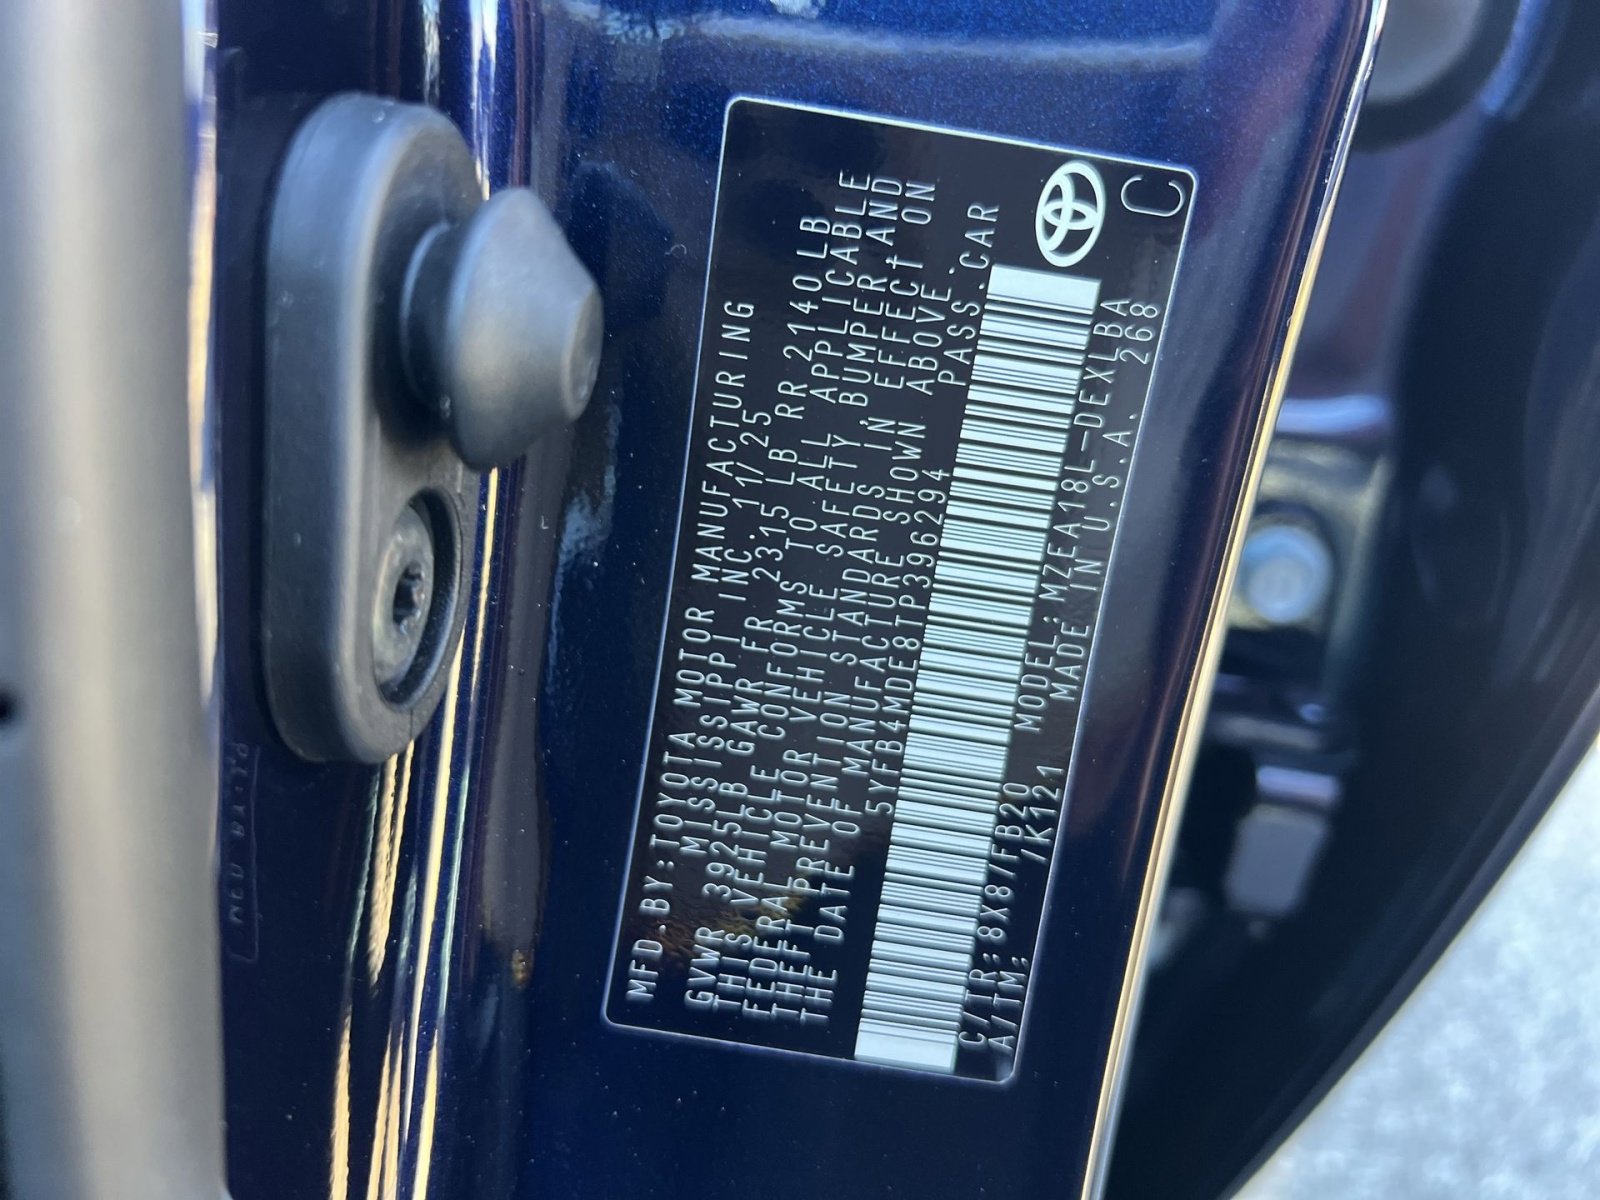 MFD.BY:TOYOTA MOTOR MANUFACTURING
MISSISSIPPI INC. 11/25
GVWR 3925LB GAWR FR 2315 LB RR 2140LB
THIS VEHICLE CONFORMS TO ALL APPLICABLE
FEDERAL MOTOR VEHICLE SAFETY, BUMPER, AND
THEFT PREVENTION STANDARDS IN EFFECT ON
THE DATE OF MANUFACTURE SHOWN ABOVE.
5YFB4MDE8TP396294 PASS.CAR
C/TR:8X8/FB20 MODEL:MZEA18L-DEXLBA
A/TM: /K121 MADE IN U.S.A. 268
C